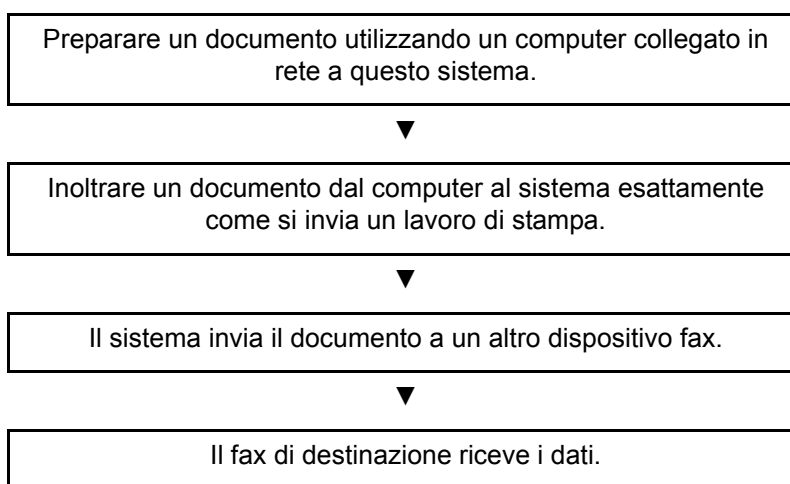 Preparare un documento utilizzando un computer collegato in
rete a questo sistema.
▼
Inoltrare un documento dal computer al sistema esattamente
come si invia un lavoro di stampa.
▼
Il sistema invia il documento a un altro dispositivo fax.
▼
Il fax di destinazione riceve i dati.